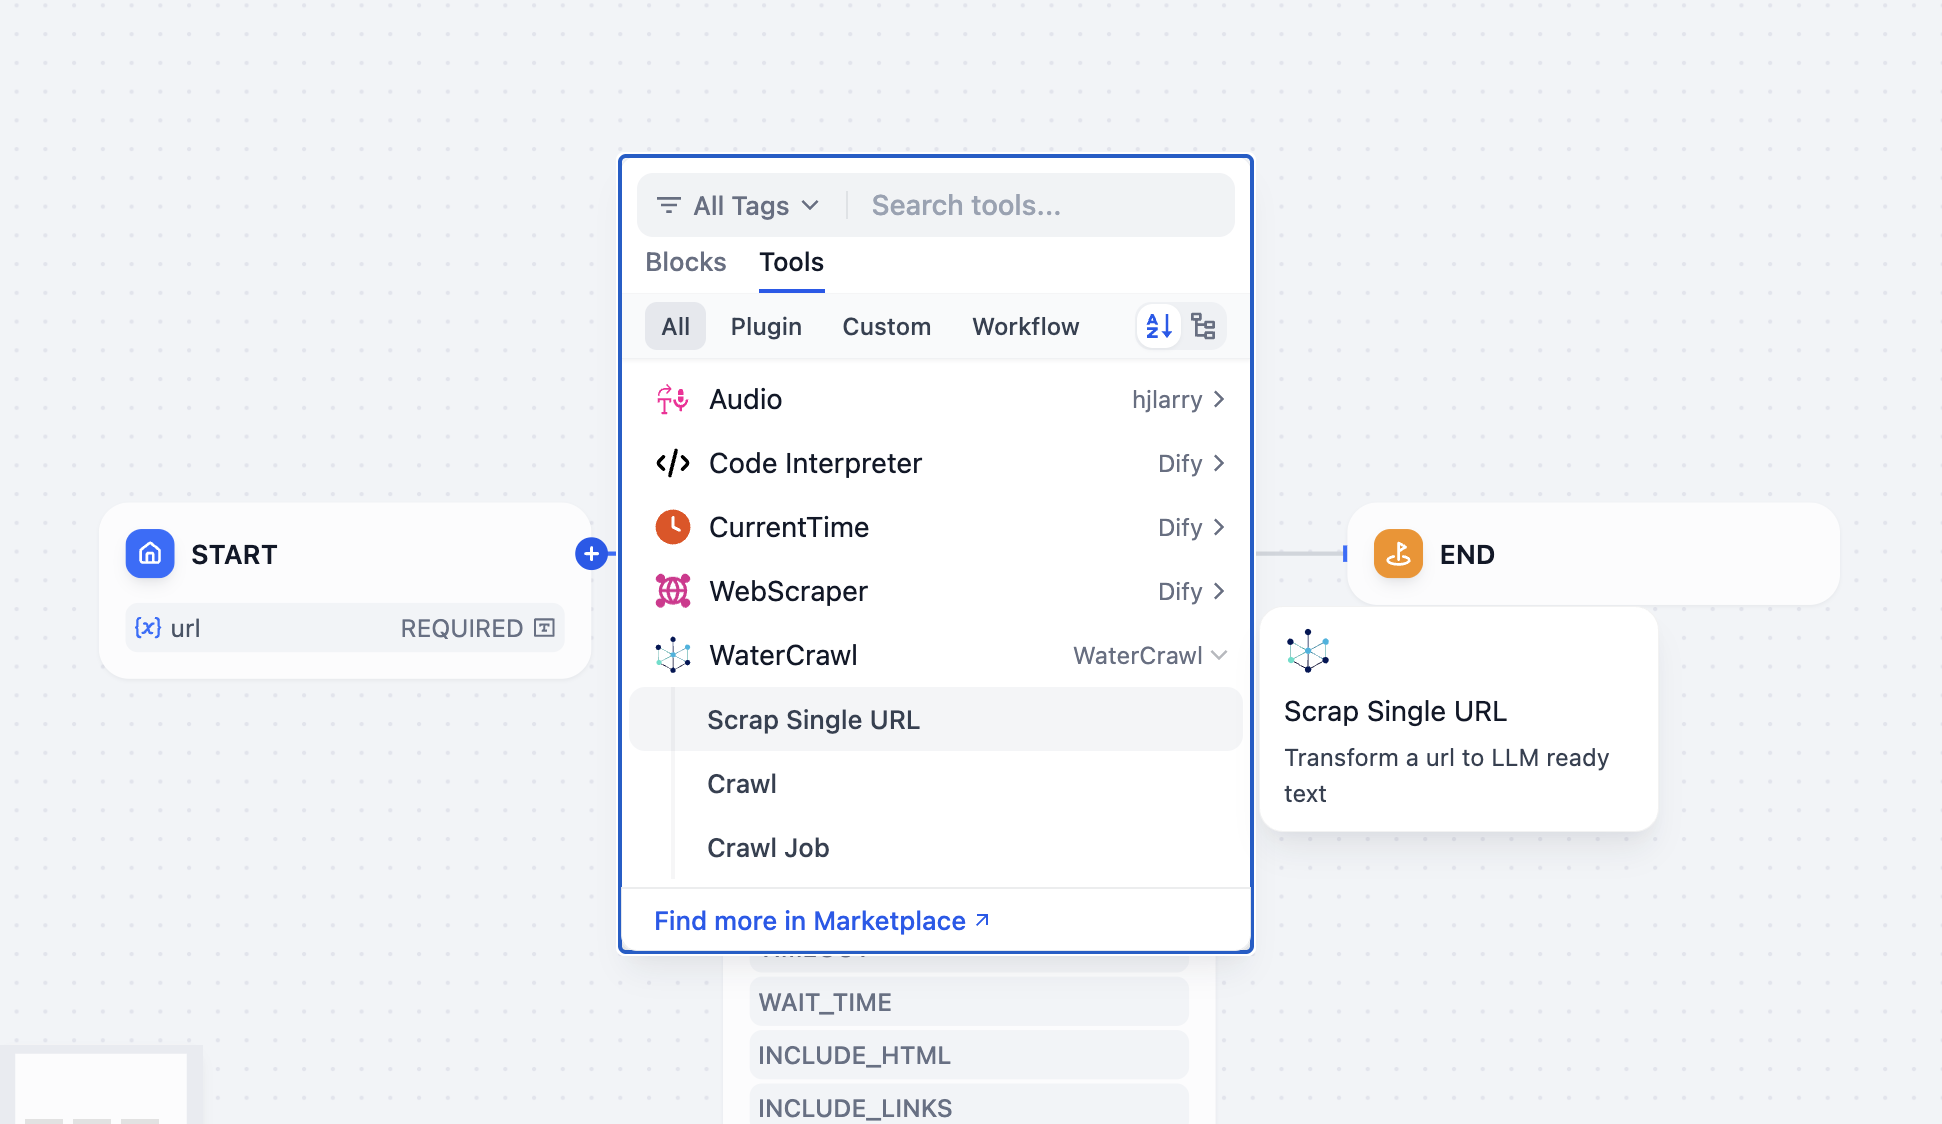 All Tags
Search tools...
Blocks
Tools
All
Plugin
Custom
Workflow
Audio
hjlarry
Code Interpreter
Dify
CurrentTime
Dify
WebScraper
Dify
WaterCrawl
WaterCrawl
Scrap Single URL
Crawl
Crawl Job
Find more in Marketplace
START
{x} url
REQUIRED
END
Scrap Single URL
Transform a url to LLM ready
text
WAIT_TIME
INCLUDE_HTML
INCLUDE_LINKS